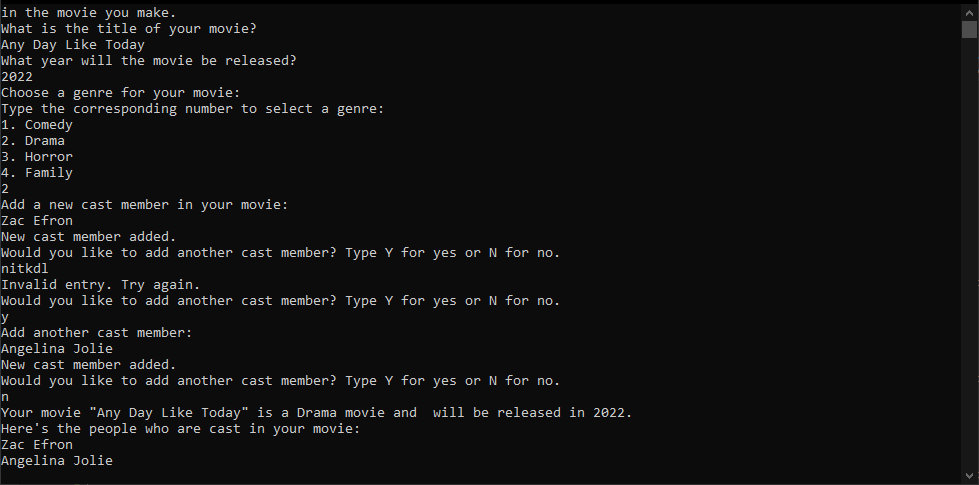 in the movie you make.
What is the title of your movie?
Any Day Like Today
What year will the movie be released?
2022
Choose a genre for your movie:
Type the corresponding number to select a genre:
1. Comedy
2. Drama
3. Horror
4. Family
2
Add a new cast member in your movie:
Zac Efron
New cast member added.
Would you like to add another cast member? Type Y for yes or N for no.
nitkdl
Invalid entry. Try again.
Would you like to add another cast member? Type Y for yes or N for no.
y
Add another cast member:
Angelina Jolie
New cast member added.
Would you like to add another cast member? Type Y for yes or N for no.
n
Your movie "Any Day Like Today" is a Drama movie and  will be released in 2022.
Here's the people who are cast in your movie:
Zac Efron
Angelina Jolie